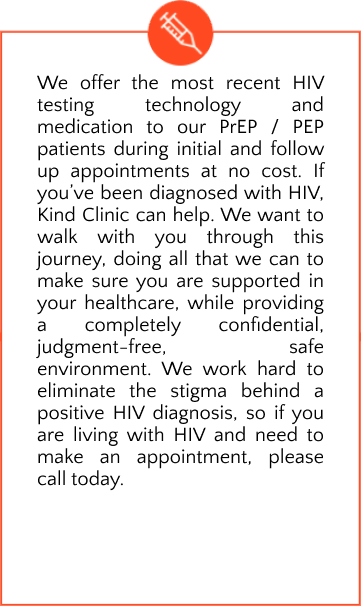 We offer the most recent HIV
testing technology and
medication to our PrEP / PEP
patients during initial and follow
up appointments at no cost. If
you've been diagnosed with HIV,
Kind Clinic can help. We want to
walk with you through this
journey, doing all that we can to
make sure you are supported in
your healthcare, while providing
a completely confidential,
judgment-free, safe
environment. We work hard to
eliminate the stigma behind a
positive HIV diagnosis, so if you
are living with HIV and need to
make an appointment, please
call today.